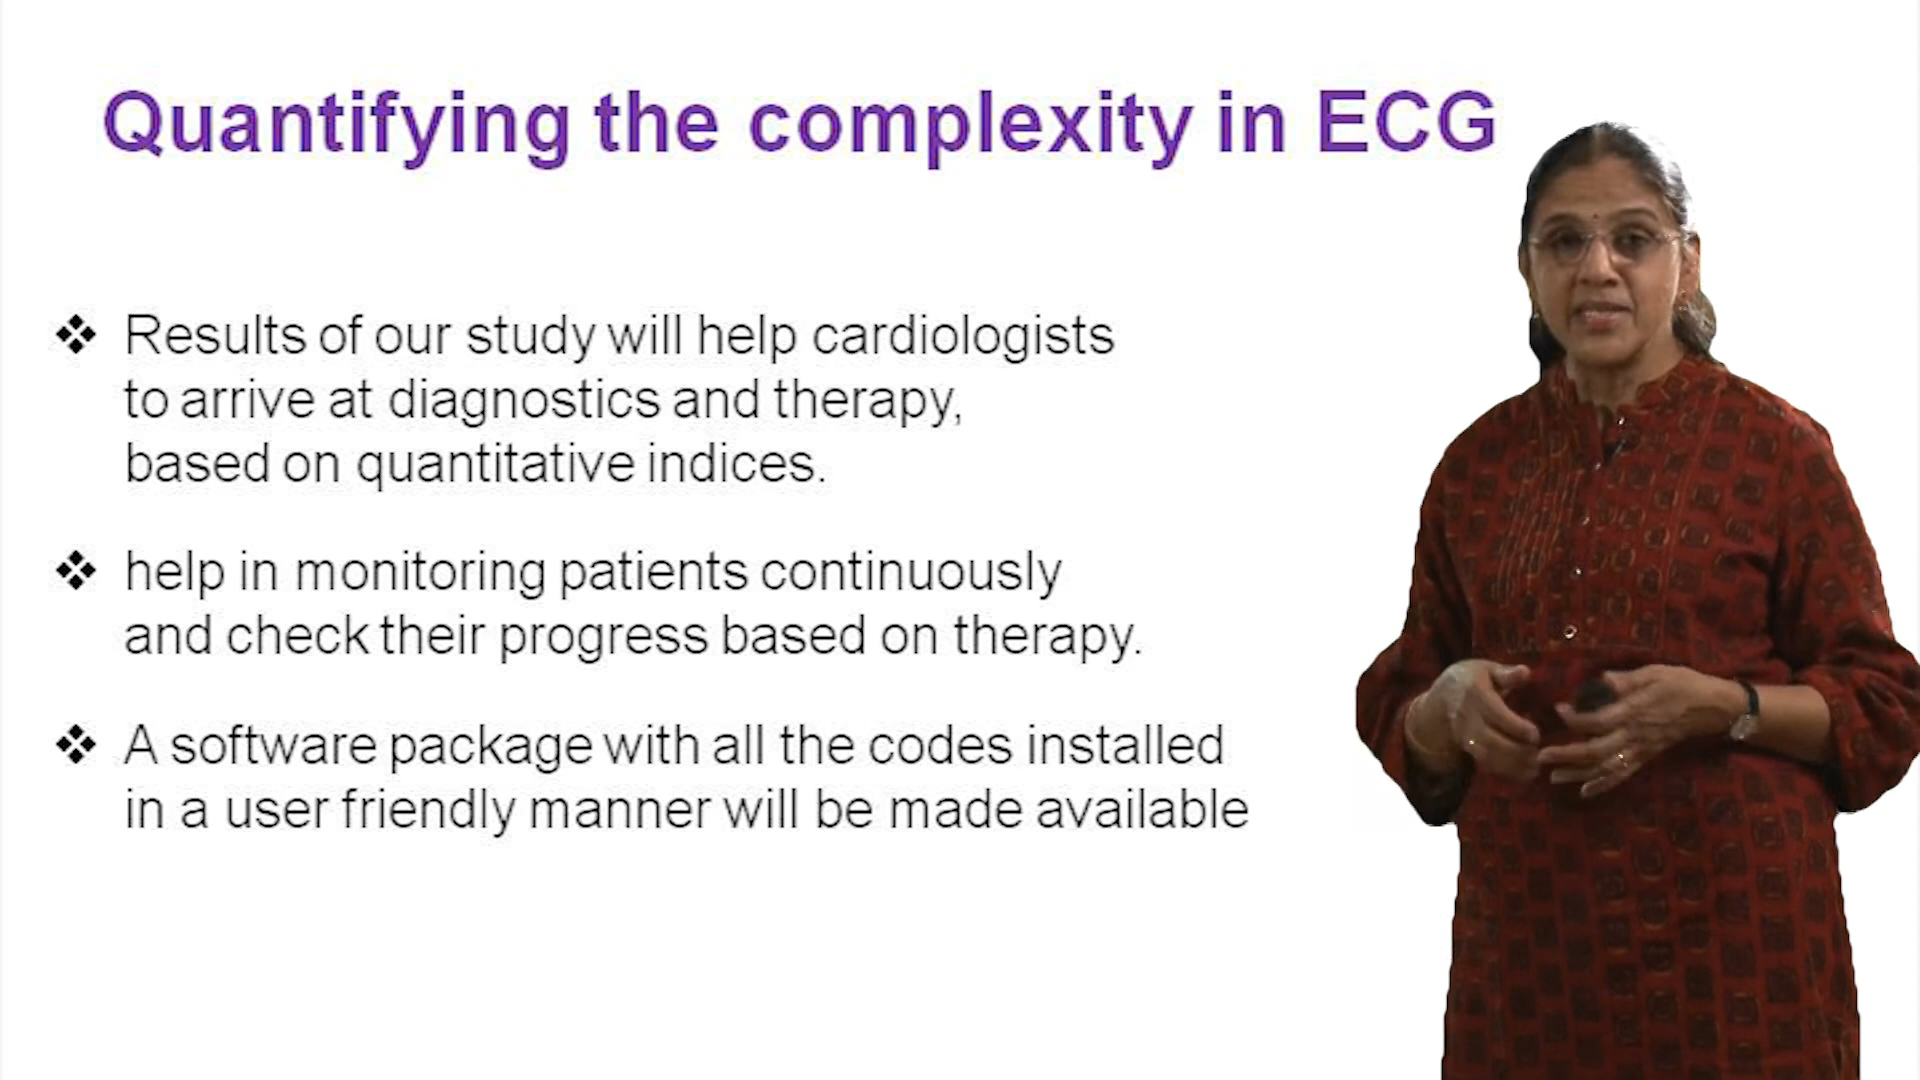 Quantifying the complexity in ECG
❖ Results of our study will help cardiologists
to arrive at diagnostics and therapy,
based on quantitative indices.
❖ help in monitoring patients continuously
and check their progress based on therapy.
❖ A software package with all the codes installed
in a user friendly manner will be made available